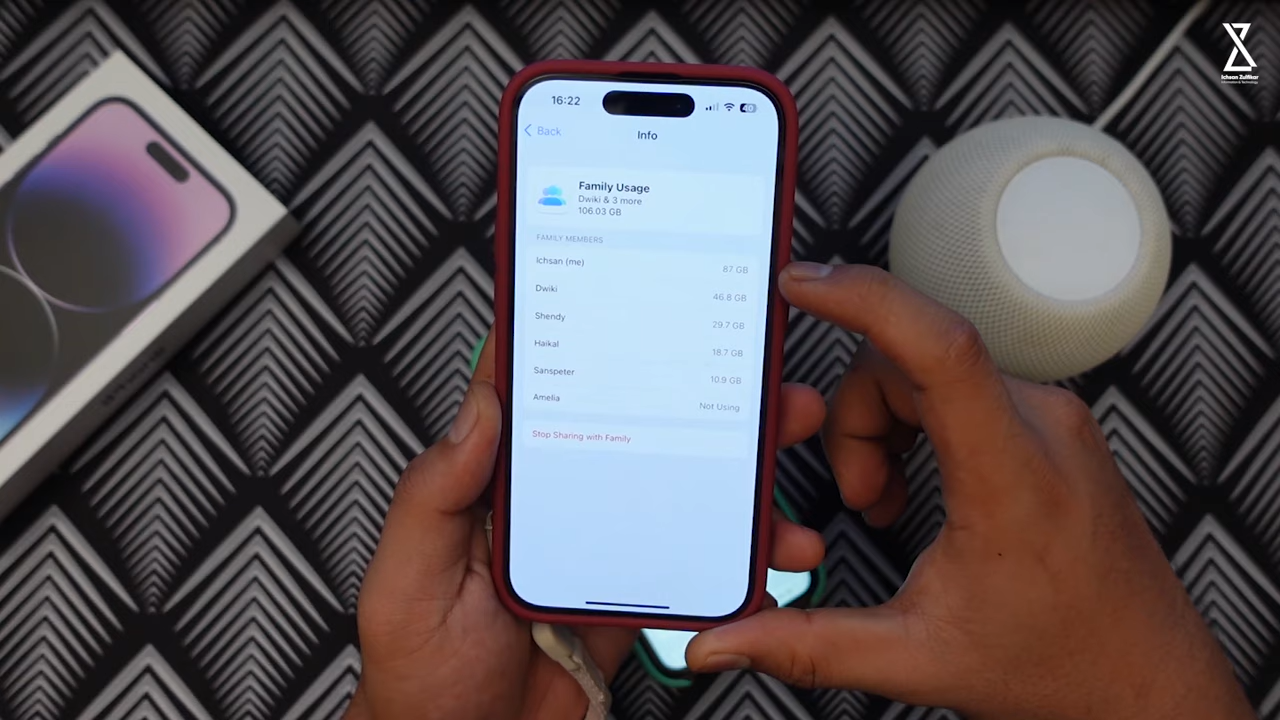 Ichsan Zulfikar
16:22
Back
Info
Family Usage
Dwiki & 3 more
106.03 GB
FAMILY MEMBERS
Ichsan (me) 87 GB
Dwiki 46.8 GB
Shendy 29.7 GB
Haikal 18.7 GB
Sanspeter 10.9 GB
Amelia Not Using
Stop Sharing with Family